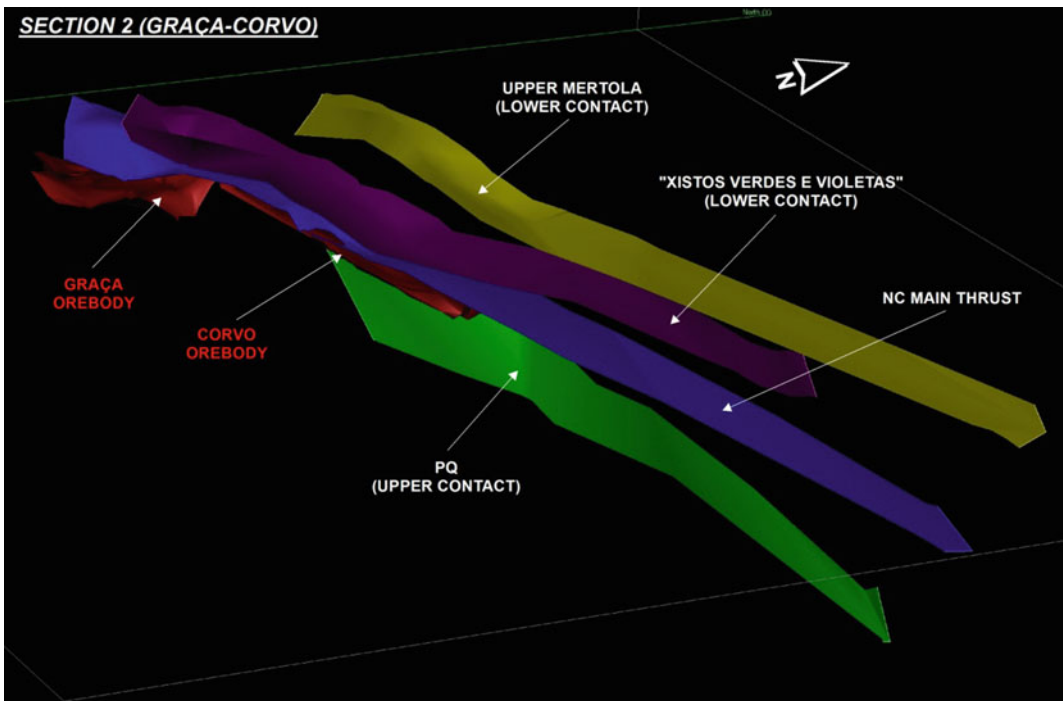 SECTION 2 (GRAÇA-CORVO)
N
UPPER MERTOLA
(LOWER CONTACT)
"XISTOS VERDES E VIOLETAS"
(LOWER CONTACT)
NC MAIN THRUST
GRAÇA
OREBODY
CORVO
OREBODY
PQ
(UPPER CONTACT)